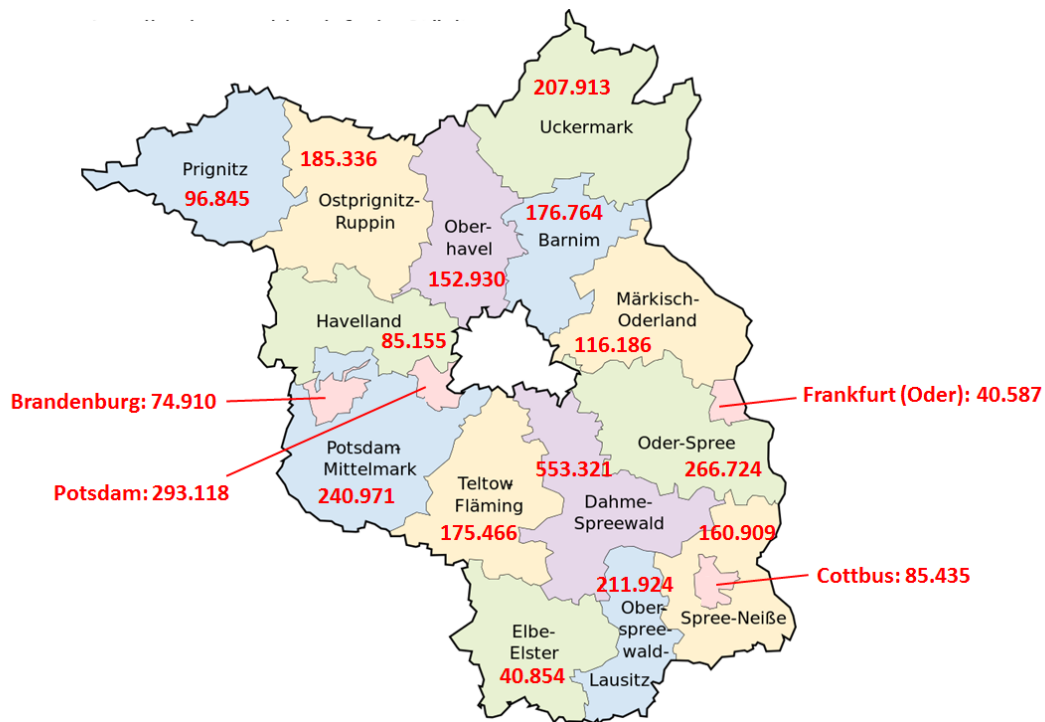 207.913
Uckermark
185.336
Prignitz
96.845
Ostprignitz-
Ruppin
176.764
Barnim
Ober-
havel
152.930
Märkisch-
Oderland
116.186
Havelland
85.155
Brandenburg: 74.910
Frankfurt (Oder): 40.587
Potsdam-
Mittelmark
240.971
Potsdam: 293.118
Oder-Spree
266.724
553.321
Dahme-
Spreewald
Teltow-
Fläming
175.466
160.909
Cottbus: 85.435
Spree-Neiße
211.924
Ober-
spree-
wald-
Lausitz
Elbe-
Elster
40.854